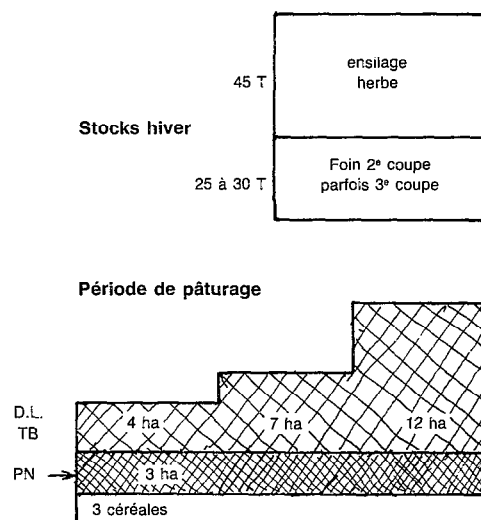 45 T
ensilage
herbe
Stocks hiver
25 à 30 T
Foin 2e coupe
parfois 3e coupe
Période de pâturage
D.L.
TB
4 ha
7 ha
12 ha
PN
3 ha
3 céréales